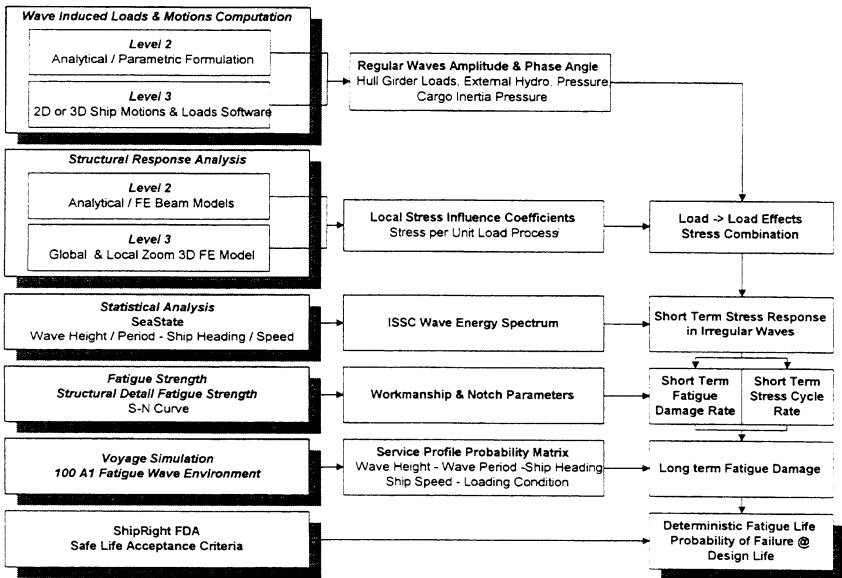 Wave Induced Loads & Motions Computation
Level 2
Analytical / Parametric Formulation
Level 3
2D or 3D Ship Motions & Loads Software
Regular Waves Amplitude & Phase Angle
Hull Girder Loads, External Hydro. Pressure
Cargo Inertia Pressure
Structural Response Analysis
Level 2
Analytical / FE Beam Models
Level 3
Global & Local Zoom 3D FE Model
Local Stress Influence Coefficients
Stress per Unit Load Process
Load -> Load Effects
Stress Combination
Statistical Analysis
SeaState
Wave Height / Period - Ship Heading / Speed
ISSC Wave Energy Spectrum
Short Term Stress Response
in Irregular Waves
Fatigue Strength
Structural Detail Fatigue Strength
S-N Curve
Workmanship & Notch Parameters
Short Term
Fatigue
Damage Rate
Short Term
Stress Cycle
Rate
Voyage Simulation
100 A1 Fatigue Wave Environment
Service Profile Probability Matrix
Wave Height - Wave Period -Ship Heading
Ship Speed - Loading Condition
Long term Fatigue Damage
ShipRight FDA
Safe Life Acceptance Criteria
Deterministic Fatigue Life
Probability of Failure @
Design Life